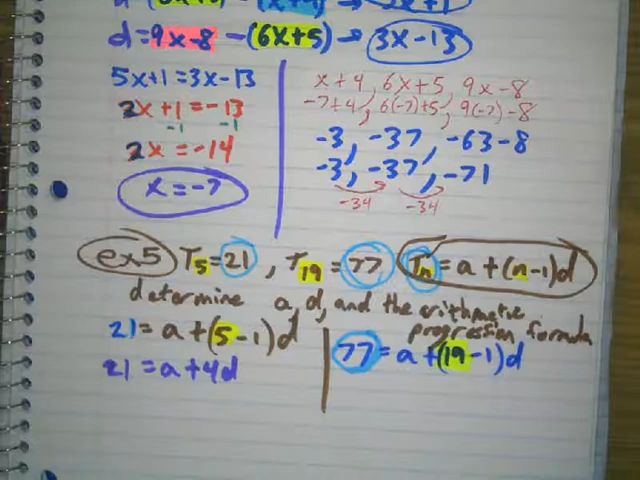 d=9x-8 -(6x+5) → 3x-13
5x+1=3x-13
2x+1=-13
-1 -1
2x=-14
x=-7
x+4, 6x+5, 9x-8
-7+4, 6(-7)+5, 9(-7)-8
-3, -37, -63-8
-3, -37, -71
-34 -34
ex5 T5=21, T19=77 Tn=a+(n-1)d
determine a, d, and the arithmetic
progression formula
21=a+(5-1)d
21=a+4d
77=a+(19-1)d